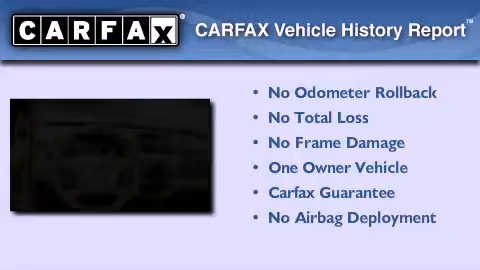 CARFAX® CARFAX Vehicle History Report™
• No Odometer Rollback
• No Total Loss
• No Frame Damage
• One Owner Vehicle
• Carfax Guarantee
• No Airbag Deployment